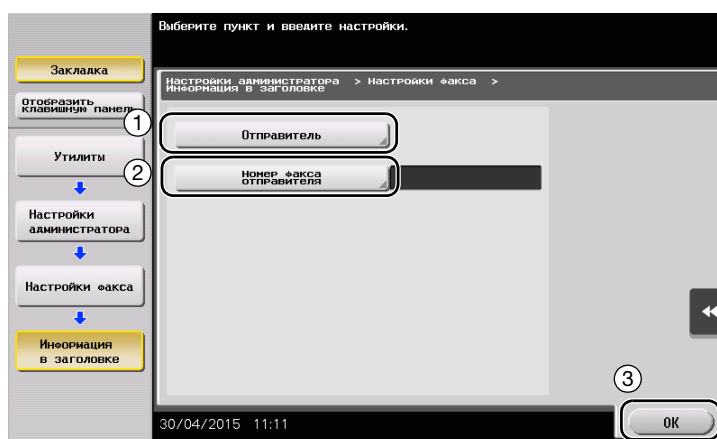 Выберите пункт и введите настройки.
Закладка
Отобразить
клавишную панель
Настройки администратора > Настройки факса >
Информация в заголовке
1
Отправитель
2
Номер факса
отправителя
Утилиты
Настройки
администратора
Настройки факса
Информация
в заголовке
3
30/04/2015 11:11
OK